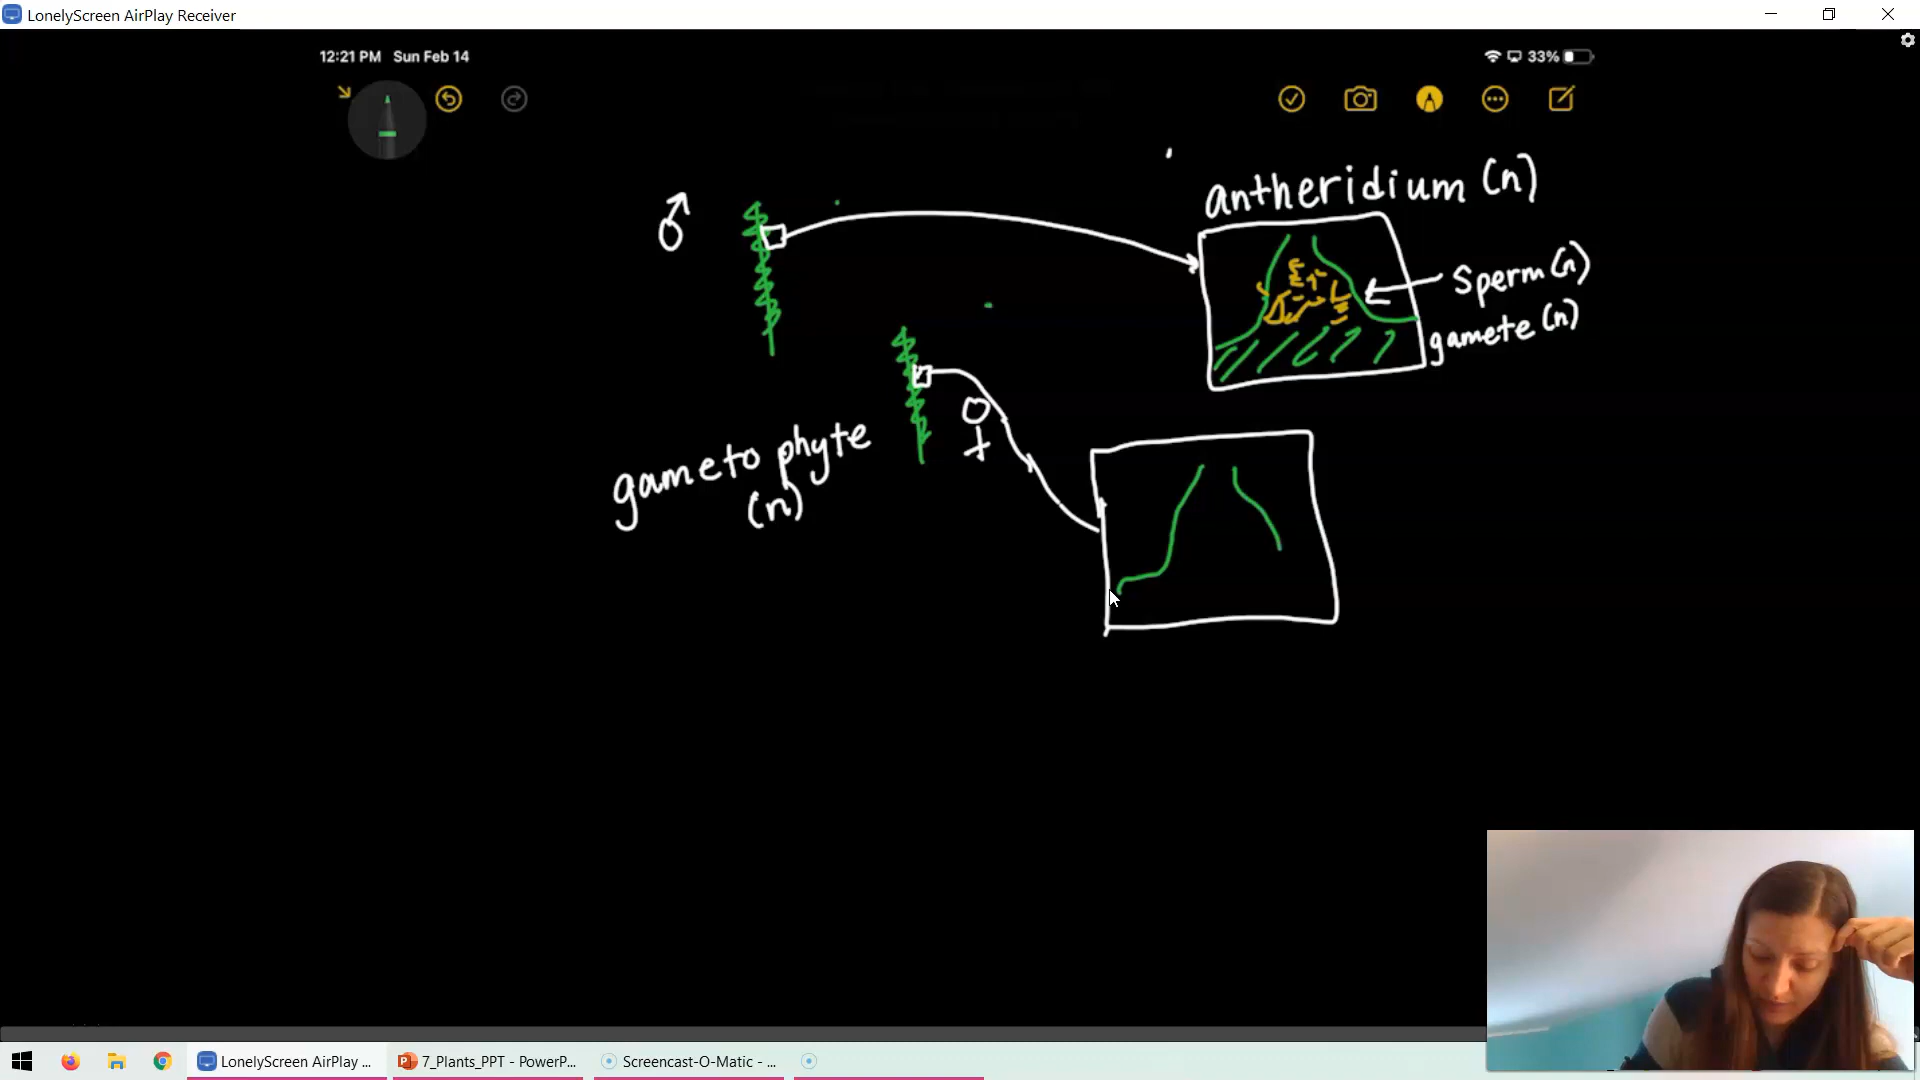 LonelyScreen AirPlay Receiver
12:21 PM Sun Feb 14
33%
antheridium (n)
♂
sperm (n)
gamete (n)
♀
gameto phyte
(n)
LonelyScreen AirPlay ...
7_Plants_PPT - PowerP...
Screencast-O-Matic - ...